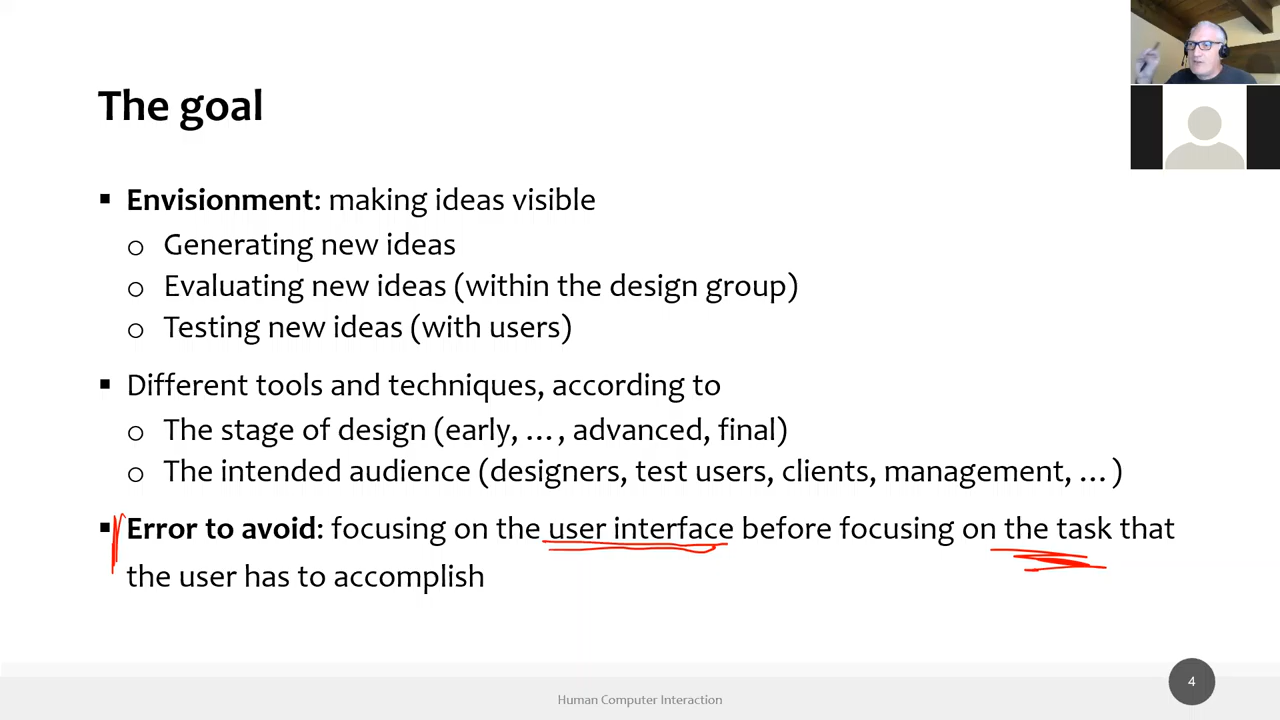 The goal
▪ Envisionment: making ideas visible
o Generating new ideas
o Evaluating new ideas (within the design group)
o Testing new ideas (with users)
▪ Different tools and techniques, according to
o The stage of design (early, … , advanced, final)
o The intended audience (designers, test users, clients, management, … )
▪ Error to avoid: focusing on the user interface before focusing on the task that
the user has to accomplish
4
Human Computer Interaction